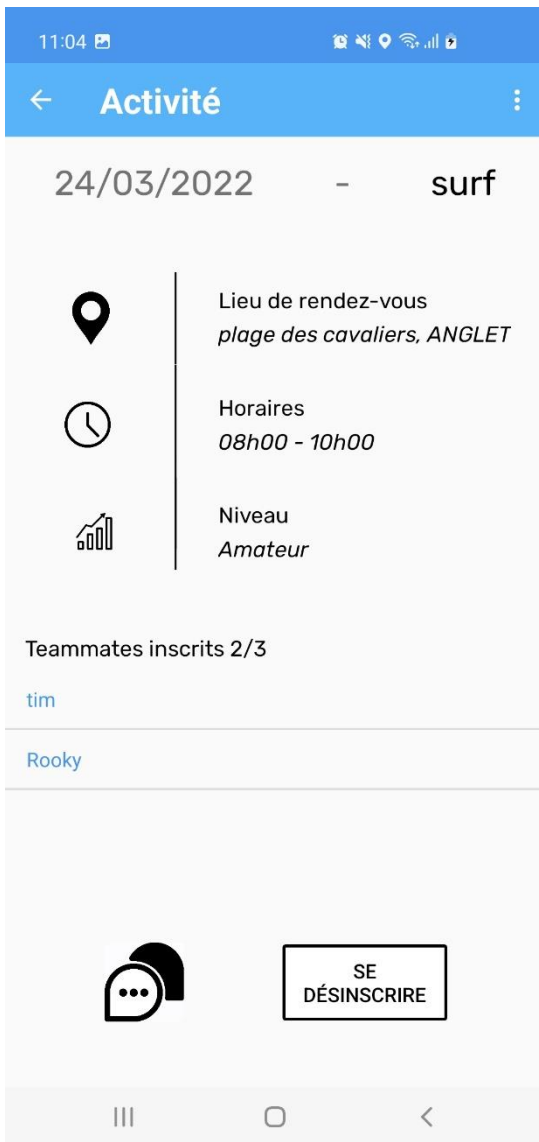 11:04
Activité
24/03/2022 - surf
Lieu de rendez-vous
plage des cavaliers, ANGLET
Horaires
08h00 - 10h00
Niveau
Amateur
Teammates inscrits 2/3
tim
Rooky
SE
DÉSINSCRIRE